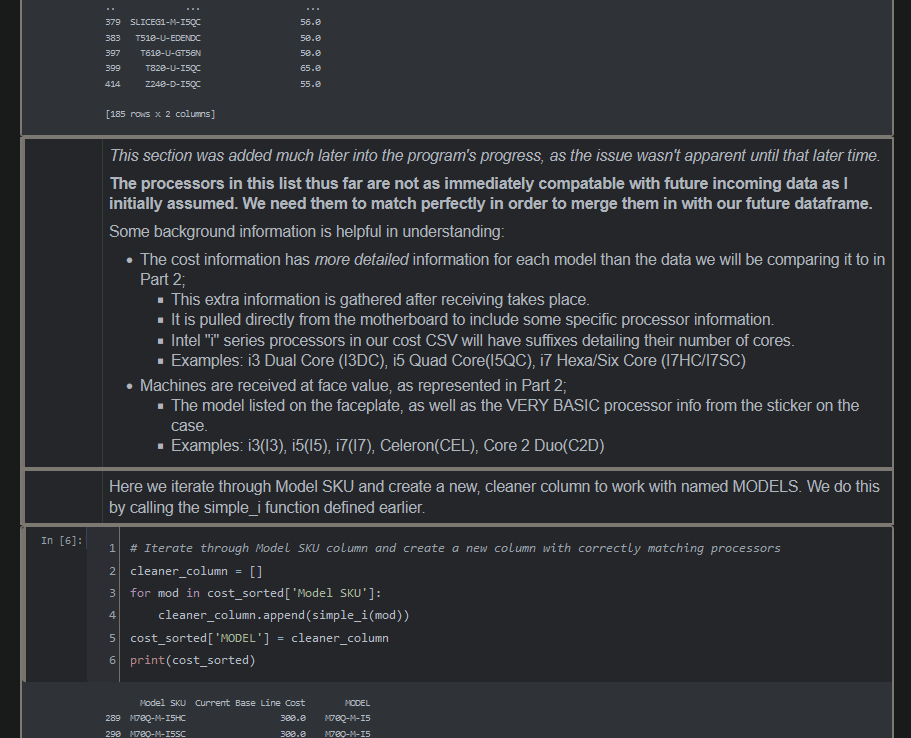 .. ... ...
379 SLICEG1-M-I5QC 56.0
383 T510-U-EDENDC 50.0
397 T610-U-GT56N 50.0
399 T820-U-I5QC 65.0
414 Z240-D-I5QC 55.0
[185 rows x 2 columns]
This section was added much later into the program's progress, as the issue wasn't apparent until that later time.
The processors in this list thus far are not as immediately compatable with future incoming data as I
initially assumed. We need them to match perfectly in order to merge them in with our future dataframe.
Some background information is helpful in understanding:
• The cost information has more detailed information for each model than the data we will be comparing it to in
Part 2;
▪ This extra information is gathered after receiving takes place.
▪ It is pulled directly from the motherboard to include some specific processor information.
▪ Intel "i" series processors in our cost CSV will have suffixes detailing their number of cores.
▪ Examples: i3 Dual Core (I3DC), i5 Quad Core(I5QC), i7 Hexa/Six Core (I7HC/I7SC)
• Machines are received at face value, as represented in Part 2;
▪ The model listed on the faceplate, as well as the VERY BASIC processor info from the sticker on the
case.
▪ Examples: i3(I3), i5(I5), i7(I7), Celeron(CEL), Core 2 Duo(C2D)
Here we iterate through Model SKU and create a new, cleaner column to work with named MODELS. We do this
by calling the simple_i function defined earlier.
In [6]:
1 # Iterate through Model SKU column and create a new column with correctly matching processors
2 cleaner_column = []
3 for mod in cost_sorted['Model SKU']:
4     cleaner_column.append(simple_i(mod))
5 cost_sorted['MODEL'] = cleaner_column
6 print(cost_sorted)
Model SKU Current Base Line Cost MODEL
289 M70Q-M-I5HC 300.0 M70Q-M-I5
290 M70Q-M-I5SC 300.0 M70Q-M-I5